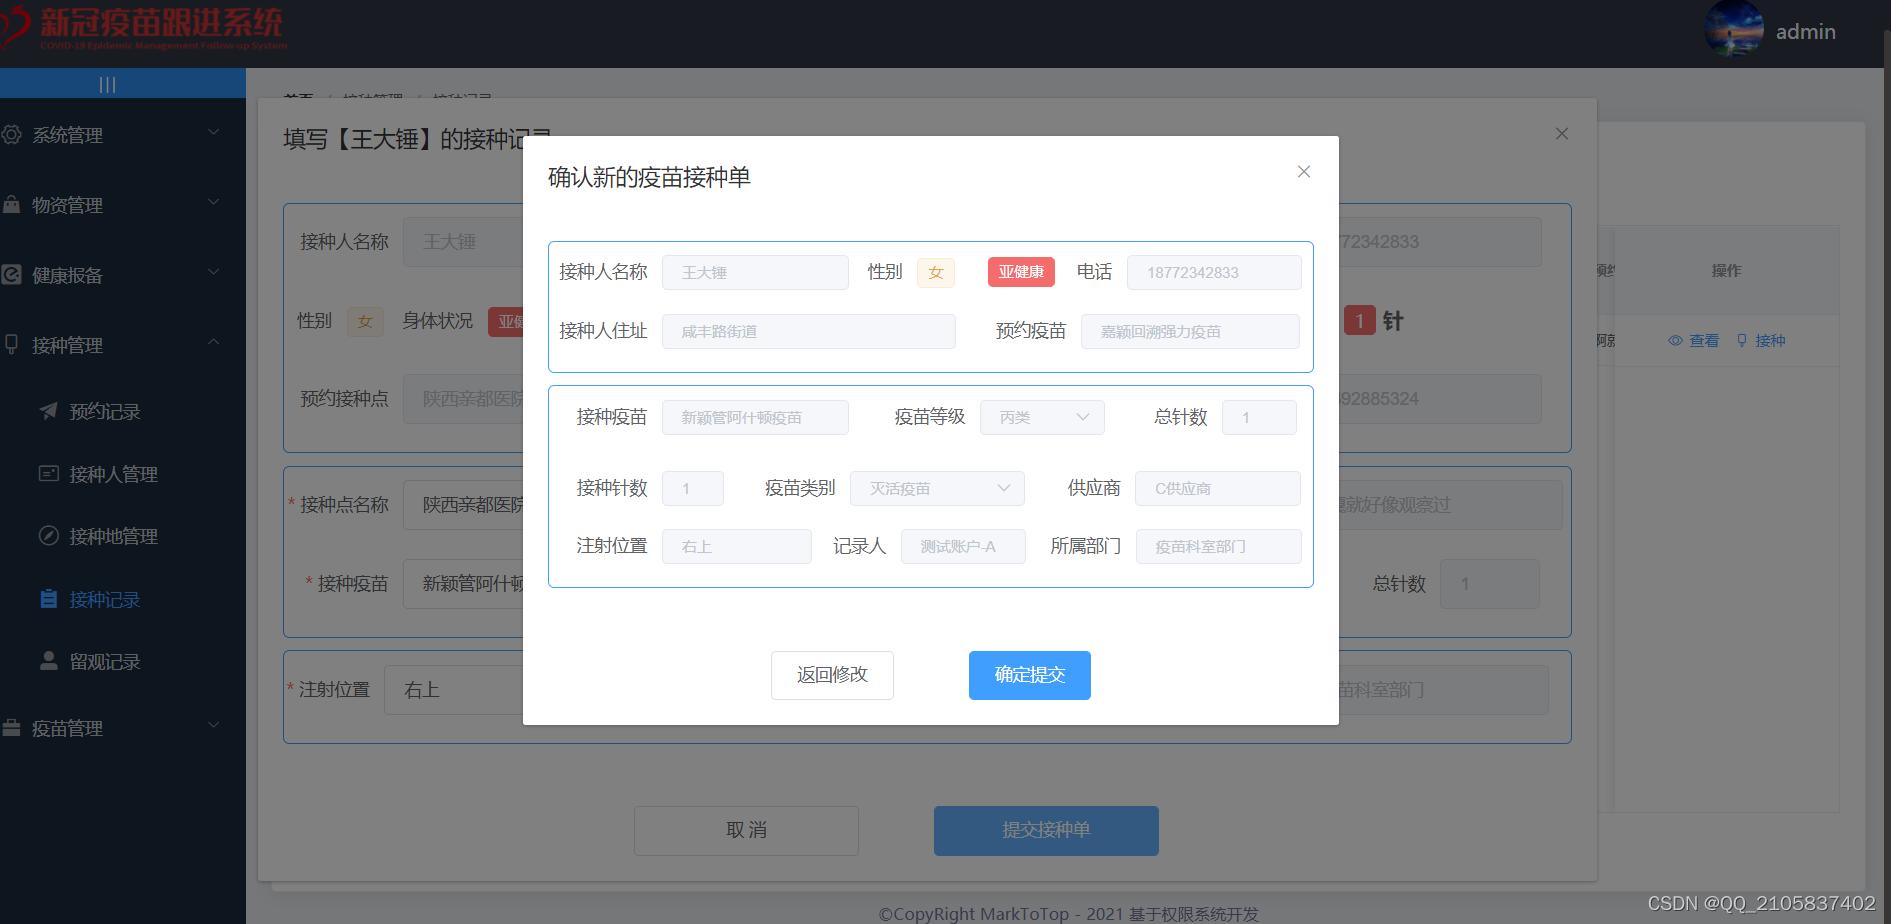 新冠疫苗跟进系统
COVID-19 Epidemic Management Follow-up System
admin
系统管理
物资管理
健康报备
接种管理
预约记录
接种人管理
接种地管理
接种记录
留观记录
疫苗管理
首页 / 接种管理 / 接种记录
填写【王大锤】的接种记录
接种人名称 王大锤
72342833
性别 女 身体状况 亚健
1 针
预约接种点 陕西亲都医院
92885324
* 接种点名称 陕西亲都医院
就好像观察过
* 接种疫苗 新颖管阿什顿
总针数 1
* 注射位置 右上
苗科室部门
取 消 提交接种单
操作
查看 接种
确认新的疫苗接种单
接种人名称 王大锤 性别 女 亚健康 电话 18772342833
接种人住址 咸丰路街道 预约疫苗 嘉颖回溯强力疫苗
接种疫苗 新颖管阿什顿疫苗 疫苗等级 丙类 总针数 1
接种针数 1 疫苗类别 灭活疫苗 供应商 C供应商
注射位置 右上 记录人 测试账户-A 所属部门 疫苗科室部门
返回修改 确定提交
©CopyRight MarkToTop - 2021 基于权限系统开发
CSDN @QQ_2105837402